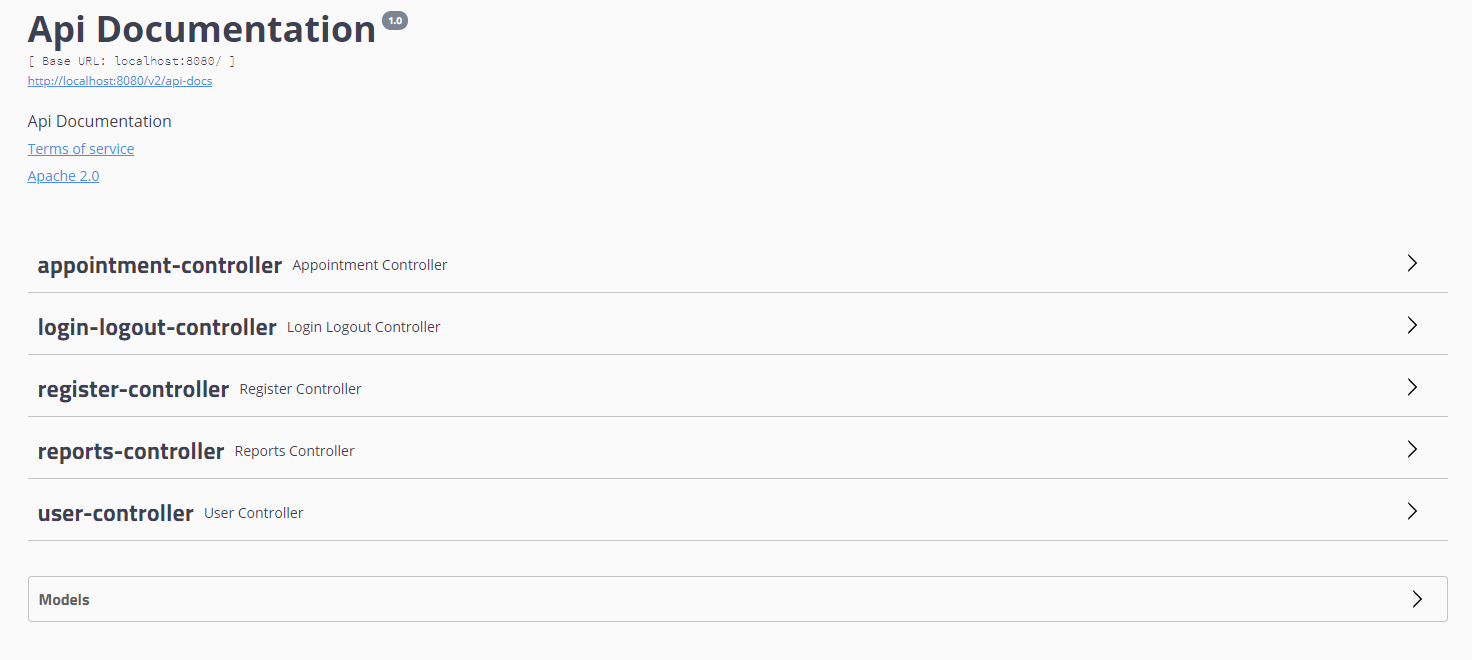 Api Documentation 1.0
[ Base URL: localhost:8080/ ]
http://localhost:8080/v2/api-docs
Api Documentation
Terms of service
Apache 2.0
appointment-controller Appointment Controller
login-logout-controller Login Logout Controller
register-controller Register Controller
reports-controller Reports Controller
user-controller User Controller
Models